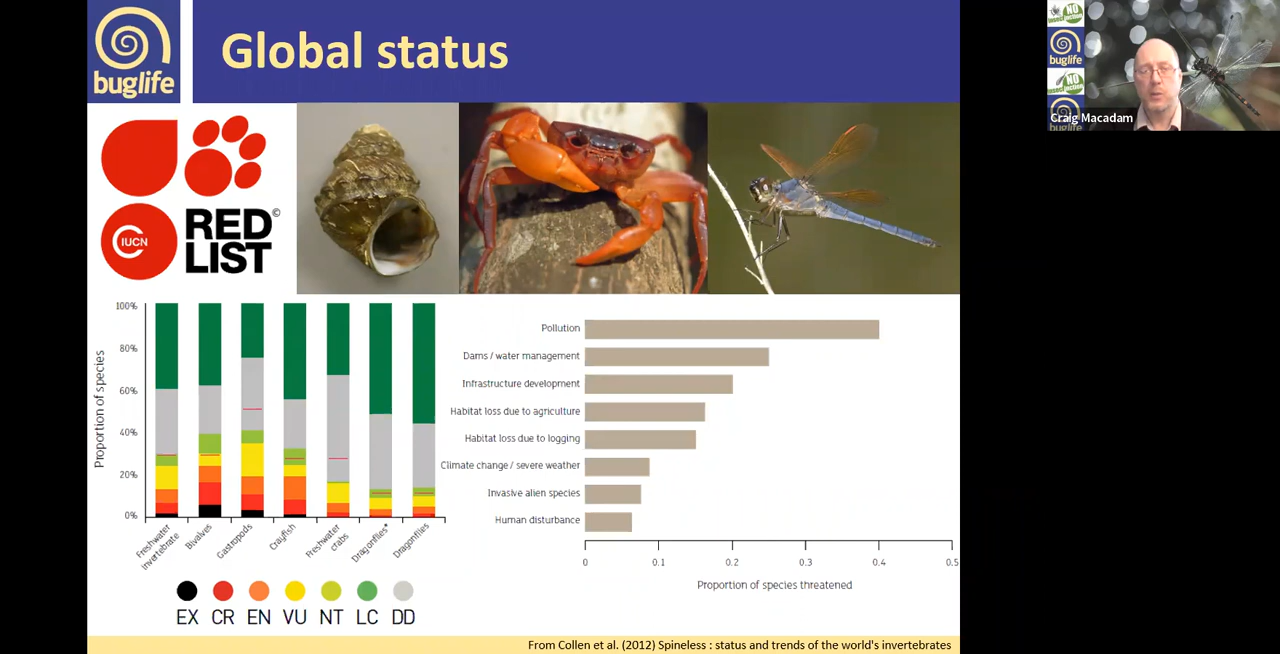 buglife
Global status
IUCN
RED
LIST
©
Proportion of species
100%
80%
60%
40%
20%
0%
Freshwater
invertebrate
Bivalves
Gastropods
Crayfish
Freshwater
crabs
Dragonflies*
Dragonflies
EX CR EN VU NT LC DD
Pollution
Dams / water management
Infrastructure development
Habitat loss due to agriculture
Habitat loss due to logging
Climate change / severe weather
Invasive alien species
Human disturbance
0 0.1 0.2 0.3 0.4 0.5
Proportion of species threatened
From Collen et al. (2012) Spineless : status and trends of the world's invertebrates
NO
buglife
NO
Craig Macadam